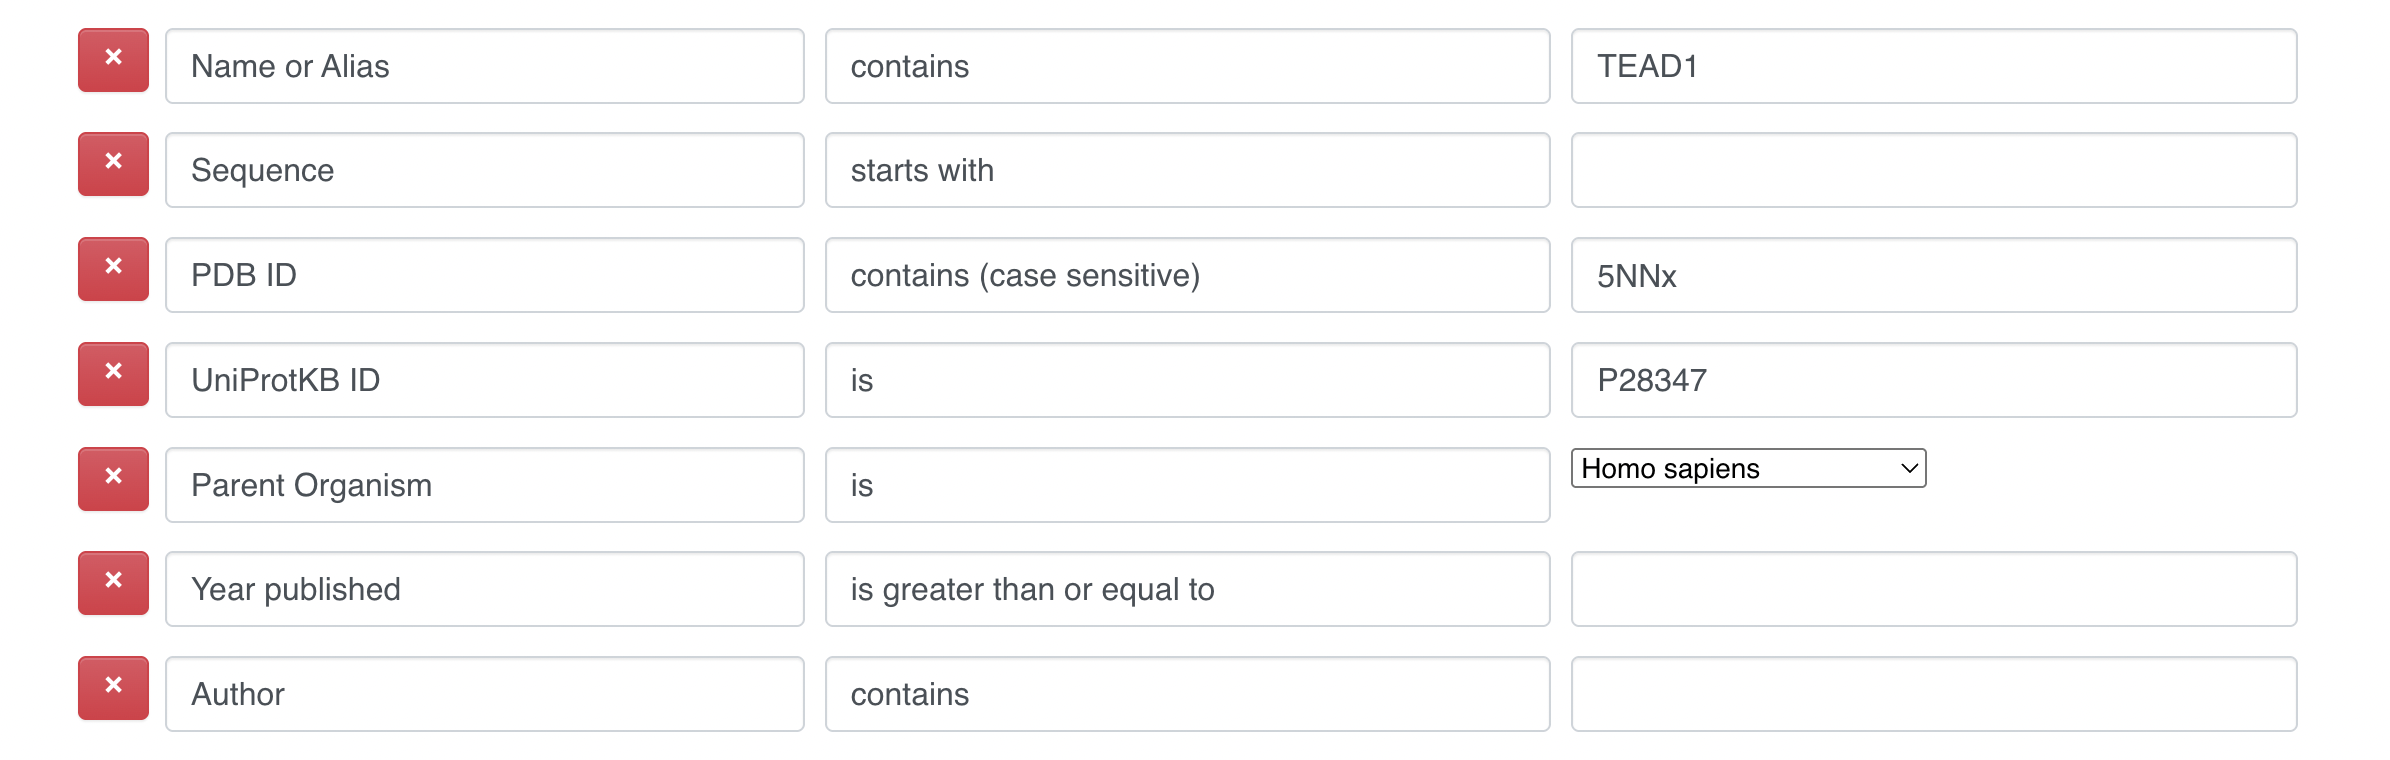 × Name or Alias contains TEAD1
× Sequence starts with
× PDB ID contains (case sensitive) 5NNx
× UniProtKB ID is P28347
× Parent Organism is Homo sapiens
× Year published is greater than or equal to
× Author contains